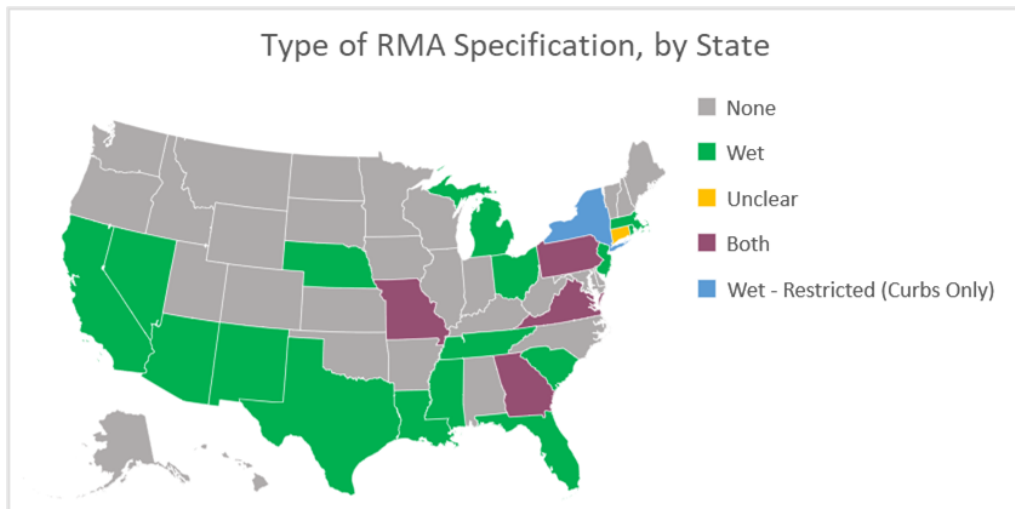 Type of RMA Specification, by State
None
Wet
Unclear
Both
Wet - Restricted (Curbs Only)